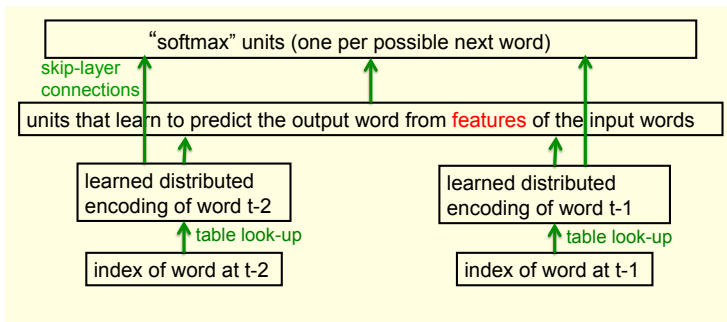 “softmax” units (one per possible next word)
skip-layer
connections
units that learn to predict the output word from features of the input words
learned distributed
encoding of word t-2
learned distributed
encoding of word t-1
table look-up
table look-up
index of word at t-2
index of word at t-1